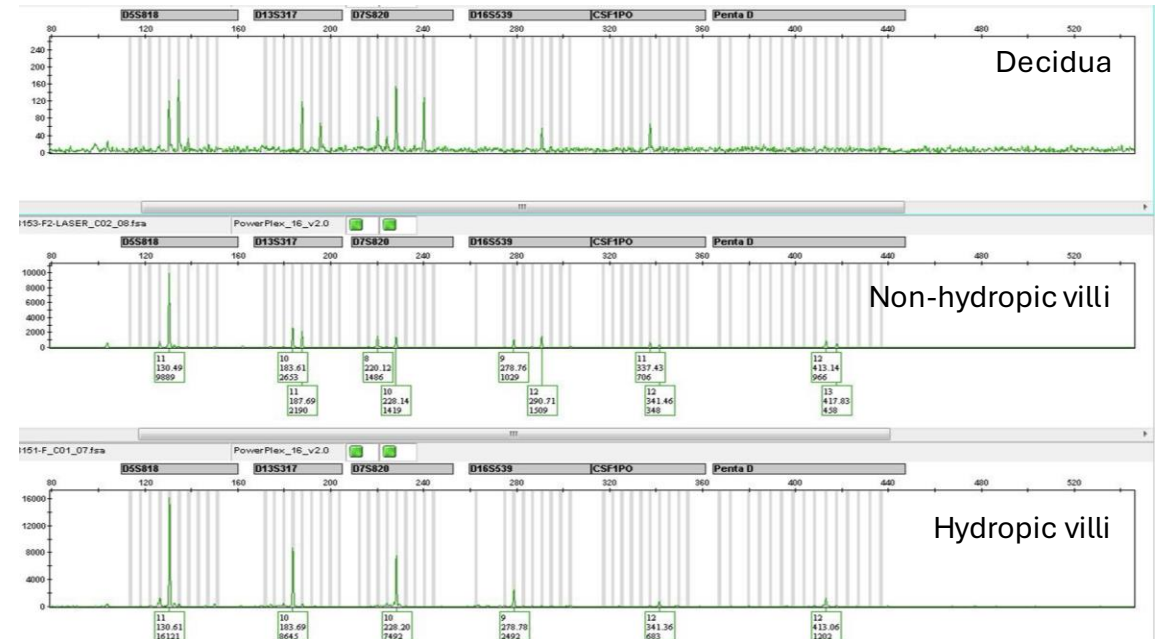 D5S818 D13S317 D7S820 D16S539 CSF1PO Penta D
80 120 160 200 240 280 320 360 400 440 480 520
Decidua
240
200
160
120
80
40
0
153-F2-LASER_C02_08.fsa PowerPlex_16_v2.0
D5S818 D13S317 D7S820 D16S539 CSF1PO Penta D
80 120 160 200 240 280 320 360 400 440 480 520
Non-hydropic villi
10000
8000
6000
4000
2000
0
11 10 8 9 11 12
130.49 183.61 220.12 278.76 337.43 413.14
9889 2653 1486 1029 706 966
11 10 12 12 13
187.69 228.14 290.71 341.46 417.83
2190 1419 1509 348 458
151-F_C01_07.fsa PowerPlex_16_v2.0
D5S818 D13S317 D7S820 D16S539 CSF1PO Penta D
80 120 160 200 240 280 320 360 400 440 480 520
Hydropic villi
16000
12000
8000
4000
0
11 10 10 9 12 12
130.61 183.69 228.20 278.78 341.36 413.06
16121 8645 7492 2492 683 1202